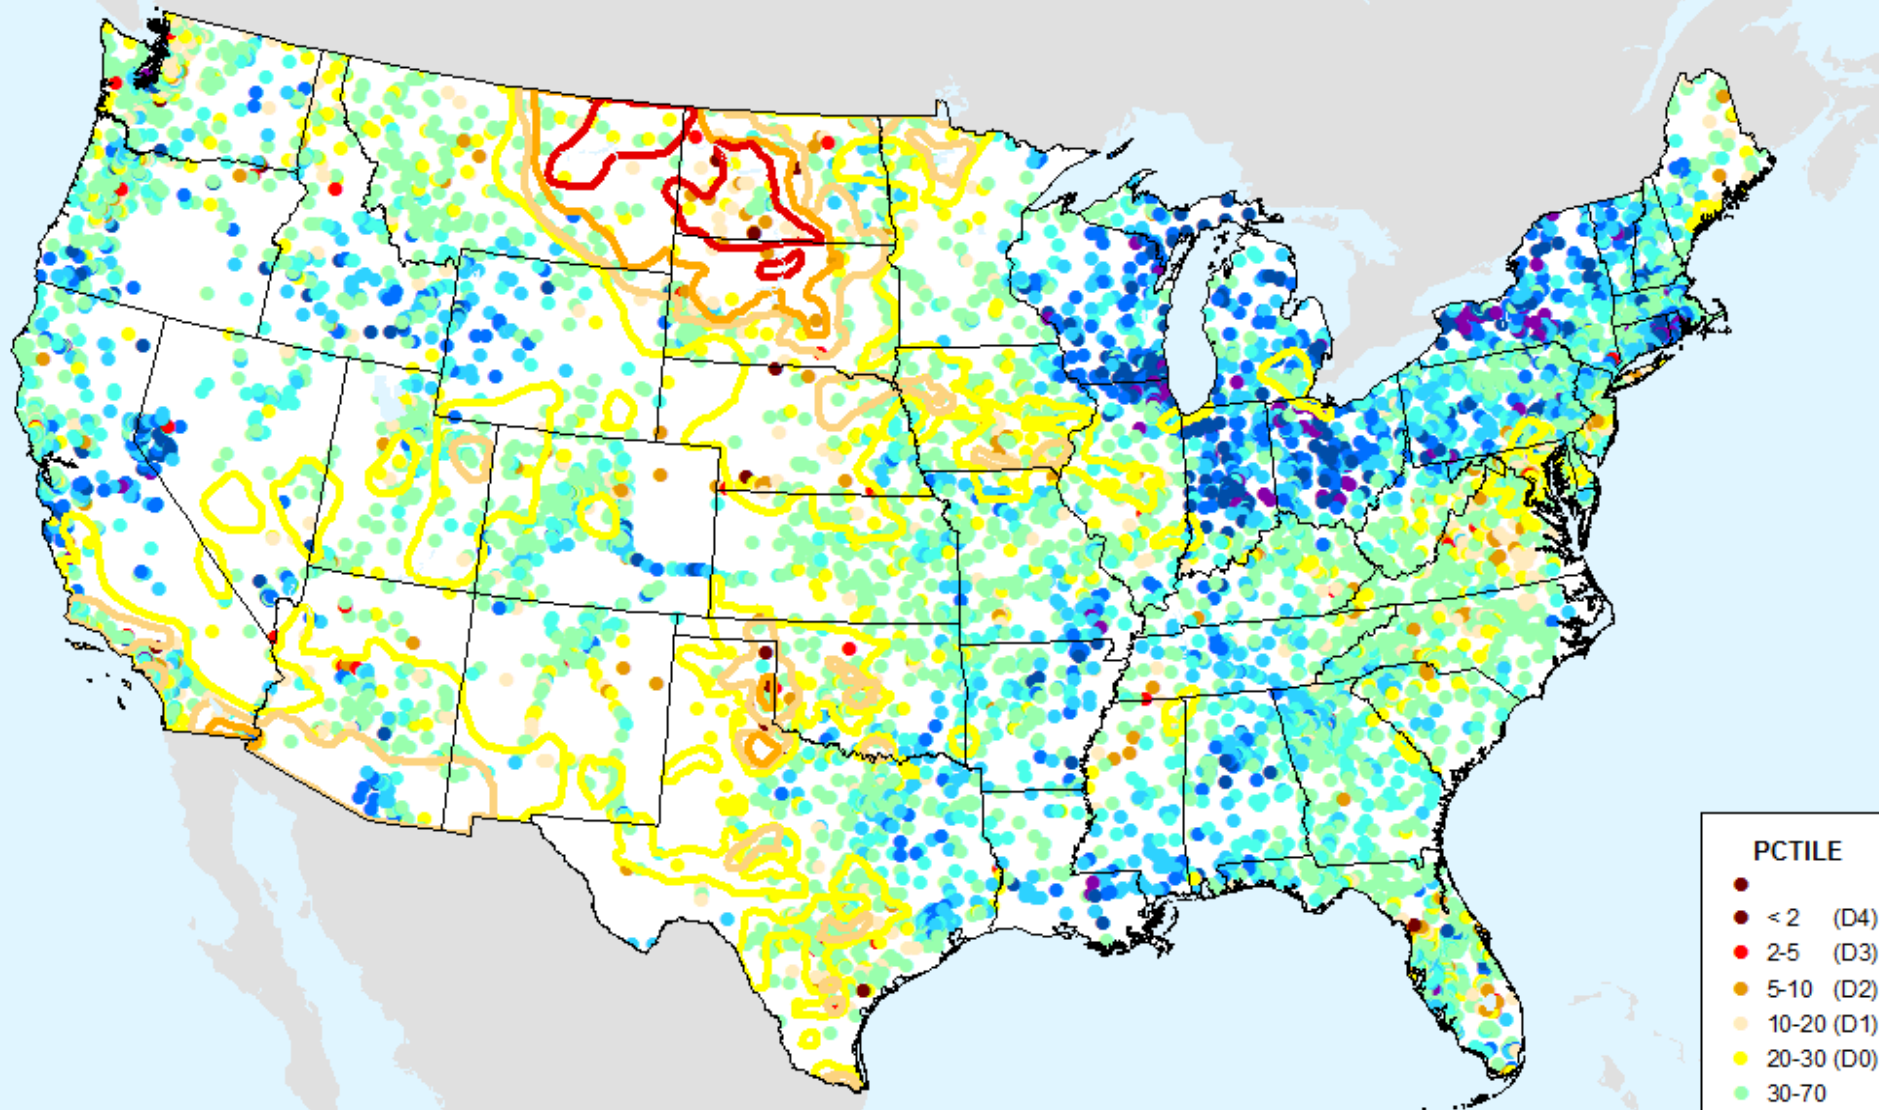 PCTILE
< 2 (D4)
2-5 (D3)
5-10 (D2)
10-20 (D1)
20-30 (D0)
30-70